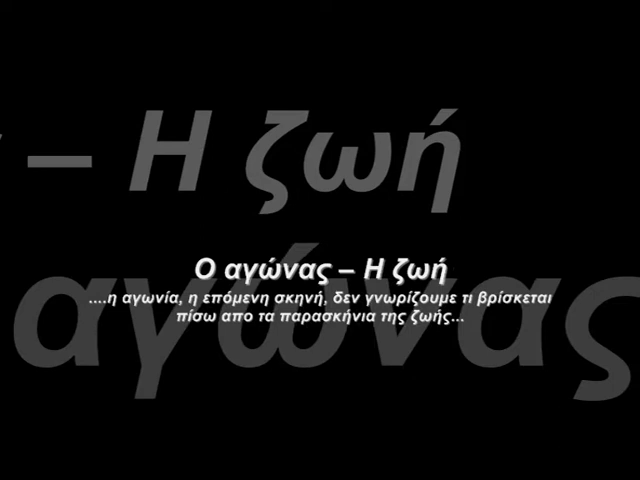 – Η ζωή
Ο αγώνας – Η ζωή
....η αγωνία, η επόμενη σκηνή, δεν γνωρίζουμε τι βρίσκεται
πίσω απο τα παρασκήνια της ζωής...
αγώνας